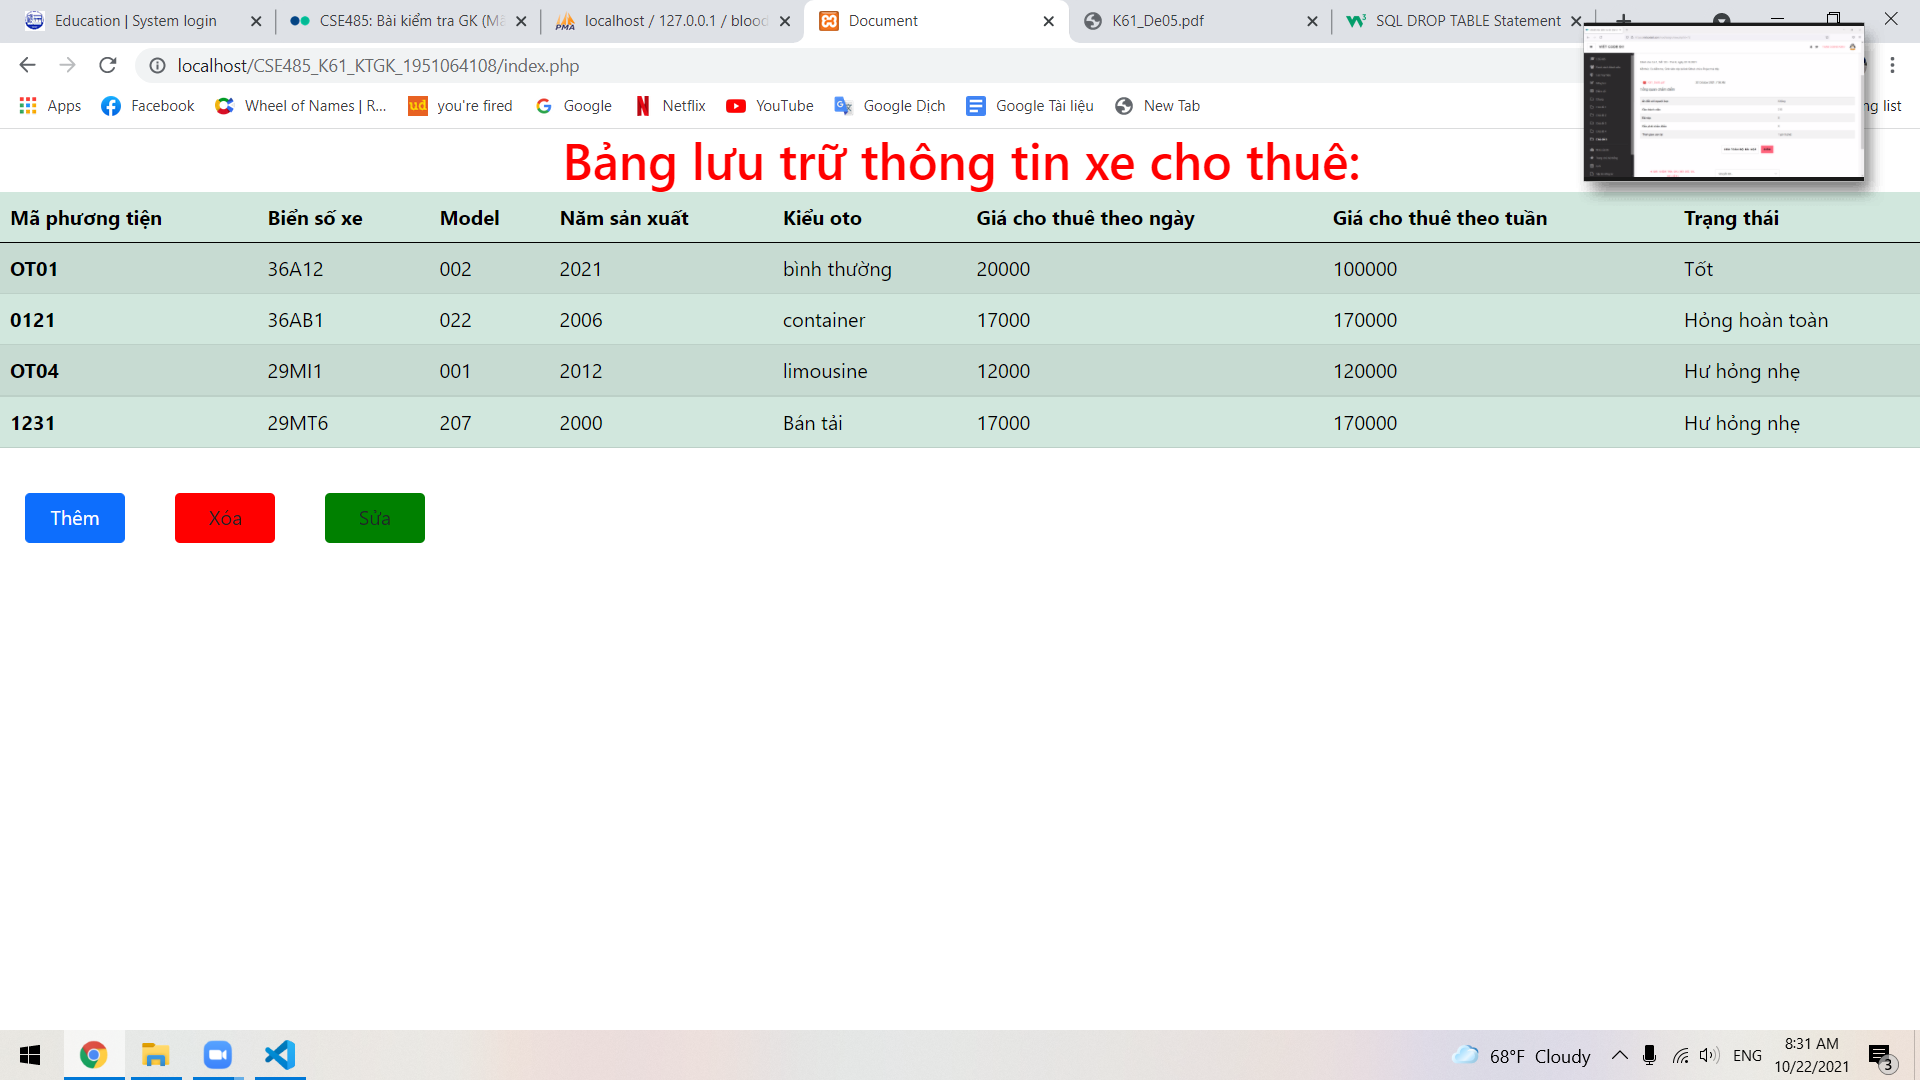 Education | System login
CSE485: Bài kiểm tra GK (Mã
localhost / 127.0.0.1 / blood
Document
K61_De05.pdf
SQL DROP TABLE Statement
localhost/CSE485_K61_KTGK_1951064108/index.php
Apps
Facebook
Wheel of Names | R...
you're fired
Google
Netflix
YouTube
Google Dịch
Google Tài liệu
New Tab
ng list
Bảng lưu trữ thông tin xe cho thuê:
Mã phương tiện Biển số xe Model Năm sản xuất Kiểu oto Giá cho thuê theo ngày Giá cho thuê theo tuần Trạng thái
OT01 36A12 002 2021 bình thường 20000 100000 Tốt
0121 36AB1 022 2006 container 17000 170000 Hỏng hoàn toàn
OT04 29MI1 001 2012 limousine 12000 120000 Hư hỏng nhẹ
1231 29MT6 207 2000 Bán tải 17000 170000 Hư hỏng nhẹ
Thêm
Xóa
Sửa
68°F Cloudy
ENG
8:31 AM
10/22/2021
3